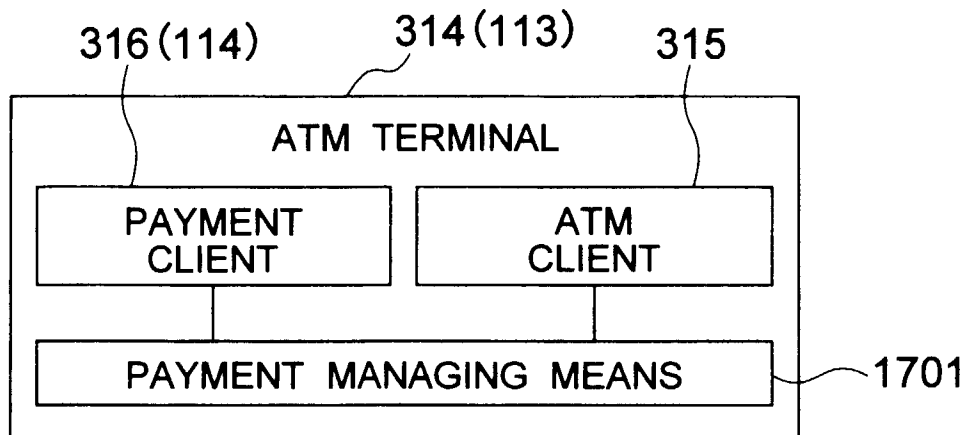 316(114)
314(113)
315
ATM TERMINAL
PAYMENT
CLIENT
ATM
CLIENT
PAYMENT MANAGING MEANS
1701